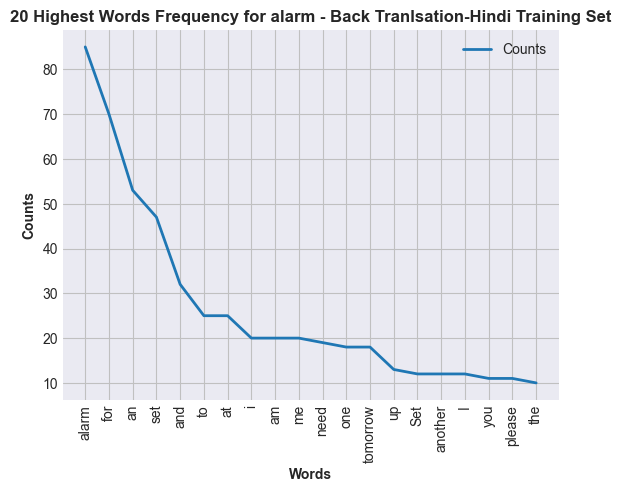 20 Highest Words Frequency for alarm - Back Tranlsation-Hindi Training Set
Counts
80
70
60
50
40
30
20
10
Counts
alarm
for
an
set
and
to
at
i
am
me
need
one
tomorrow
up
Set
another
I
you
please
the
Words